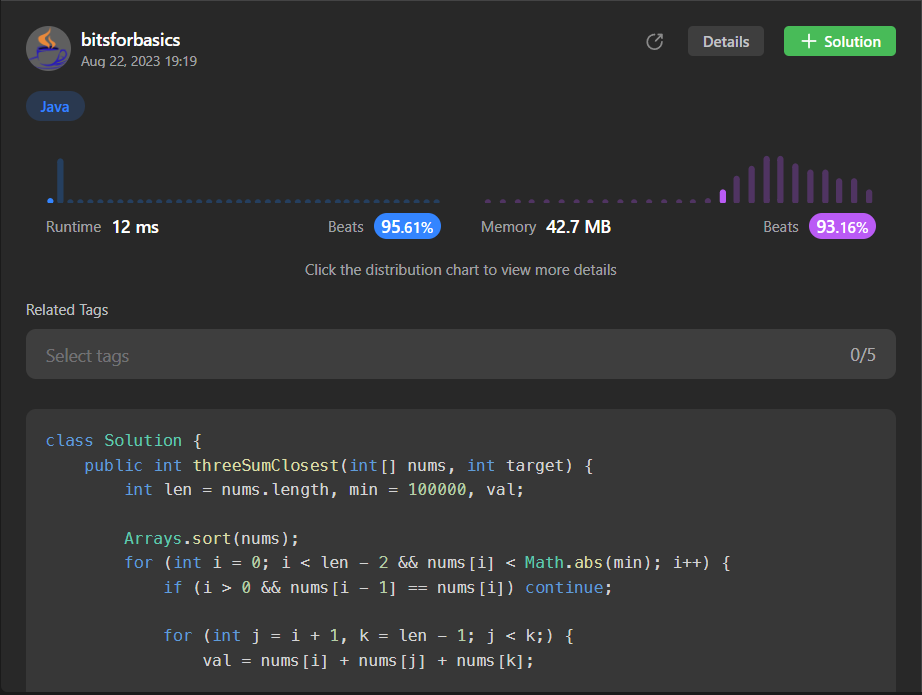 bitsforbasics
Aug 22, 2023 19:19
Details
+ Solution
Java
Runtime 12 ms
Beats 95.61%
Memory 42.7 MB
Beats 93.16%
Click the distribution chart to view more details
Related Tags
Select tags 0/5
class Solution {
    public int threeSumClosest(int[] nums, int target) {
        int len = nums.length, min = 100000, val;

        Arrays.sort(nums);
        for (int i = 0; i < len - 2 && nums[i] < Math.abs(min); i++) {
            if (i > 0 && nums[i - 1] == nums[i]) continue;

            for (int j = i + 1, k = len - 1; j < k;) {
                val = nums[i] + nums[j] + nums[k];